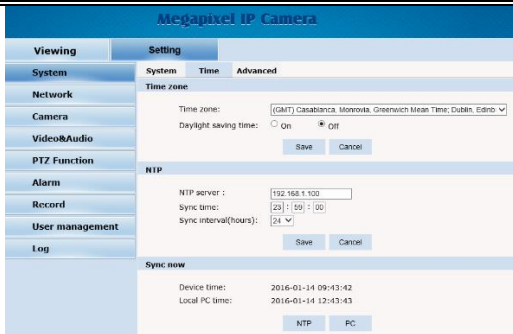 Megapixel IP Camera
Viewing Setting
System
Network
Camera
Video&Audio
PTZ Function
Alarm
Record
User management
Log
System Time Advanced
Time zone
Time zone: (GMT) Casablanca, Monrovia, Greenwich Mean Time; Dublin, Edinb
Daylight saving time: On Off
Save Cancel
NTP
NTP server : 192.168.1.100
Sync time: 23 : 59 : 00
Sync interval(hours): 24
Save Cancel
Sync now
Device time: 2016-01-14 09:43:42
Local PC time: 2016-01-14 12:43:43
NTP PC